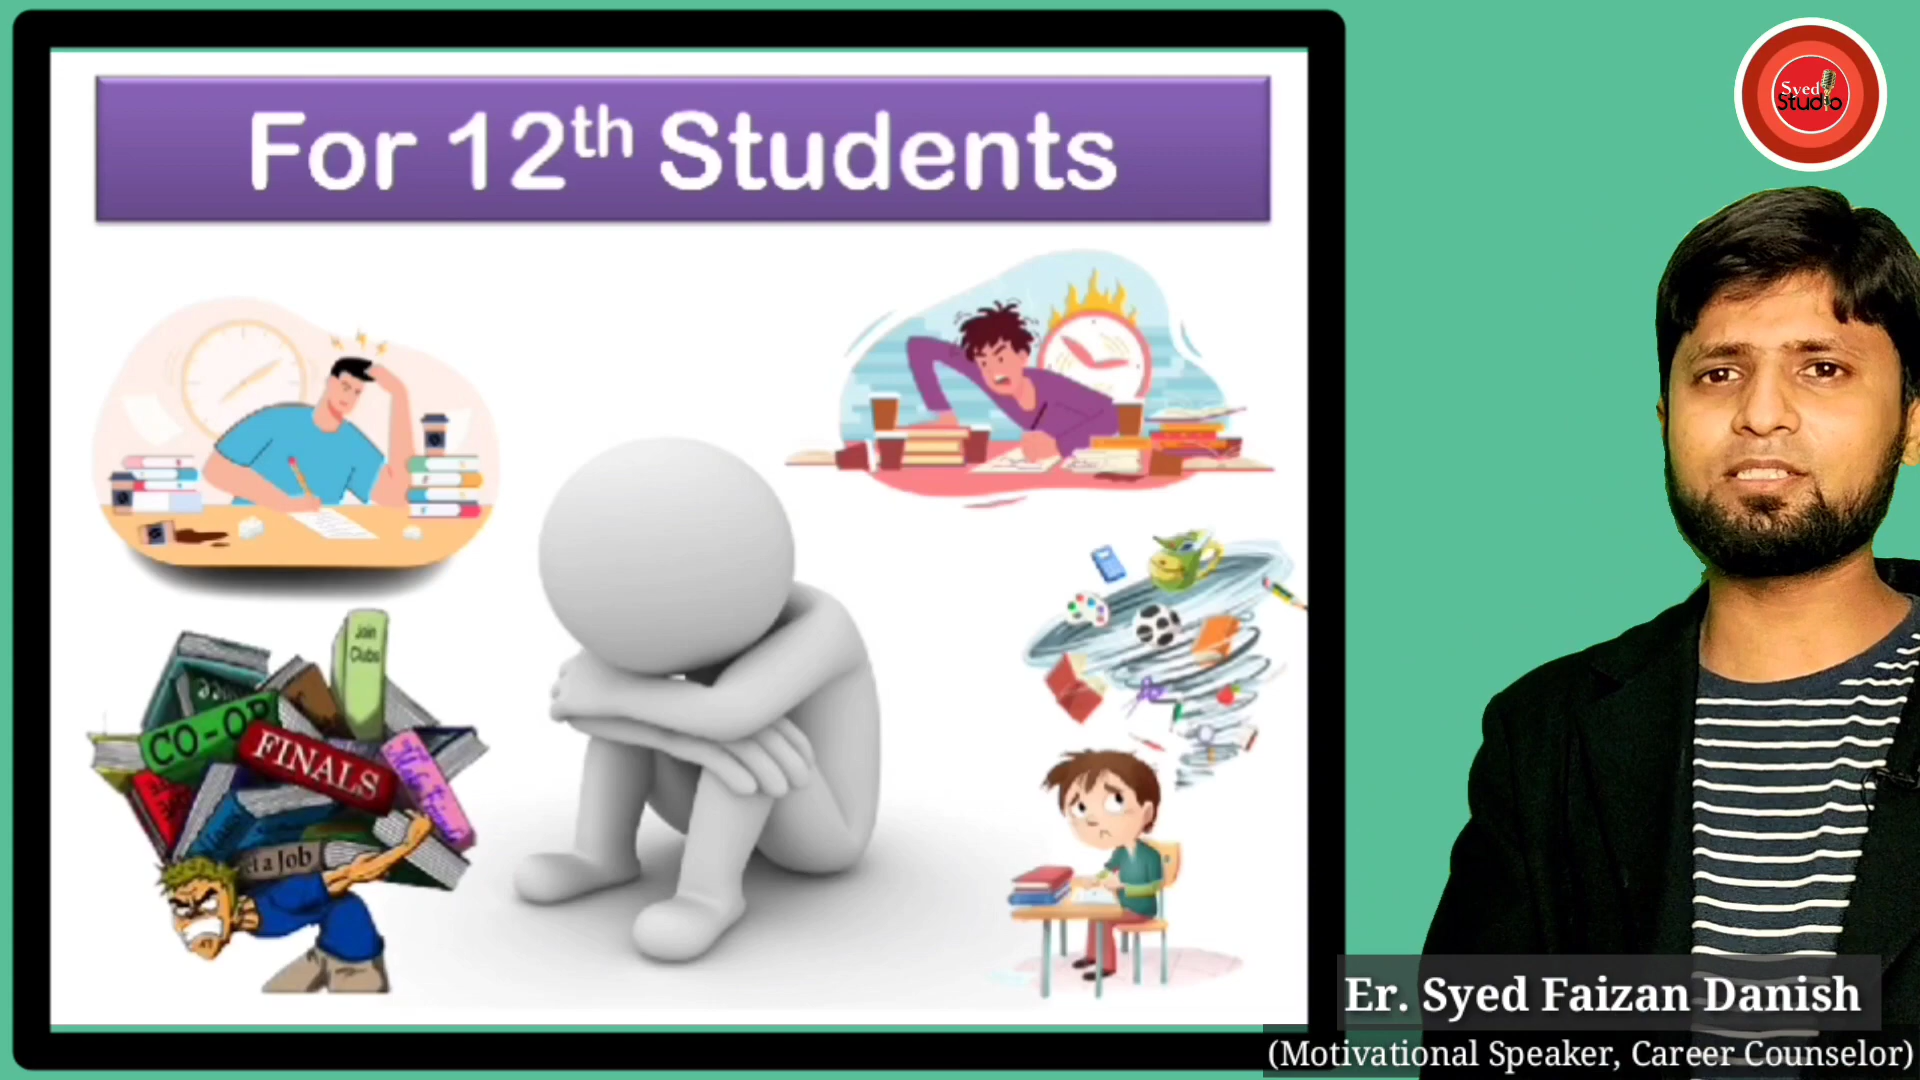 For 12th Students
Syed
Studio
Join
Clubs
CO-OP
FINALS
a Job
Er. Syed Faizan Danish
(Motivational Speaker, Career Counselor)